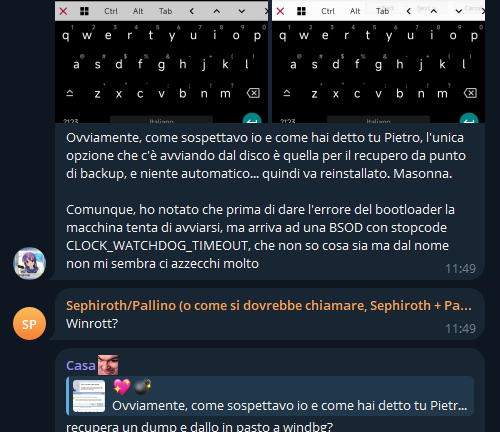 Ctrl Alt Tab
q w e r t y u i o p
a s d f g h j k l
z x c v b n m
?123 Italiano
Ctrl Alt Tab
q w e r t y u i o p
a s d f g h j k l
z x c v b n m
?123 Italiano
Ovviamente, come sospettavo io e come hai detto tu Pietro, l'unica
opzione che c'è avviando dal disco è quella per il recupero da punto
di backup, e niente automatico... quindi va reinstallato. Masonna.
Comunque, ho notato che prima di dare l'errore del bootloader la
macchina tenta di avviarsi, ma arriva ad una BSOD con stopcode
CLOCK_WATCHDOG_TIMEOUT, che non so cosa sia ma dal nome
non mi sembra ci azzecchi molto
11:49
SP
Sephiroth/Pallino (o come si dovrebbe chiamare, Sephiroth + Pa...
Winrott?
11:49
Casa
Ovviamente, come sospettavo io e come hai detto tu Pietr...
recupera un dump e dallo in pasto a windbg?